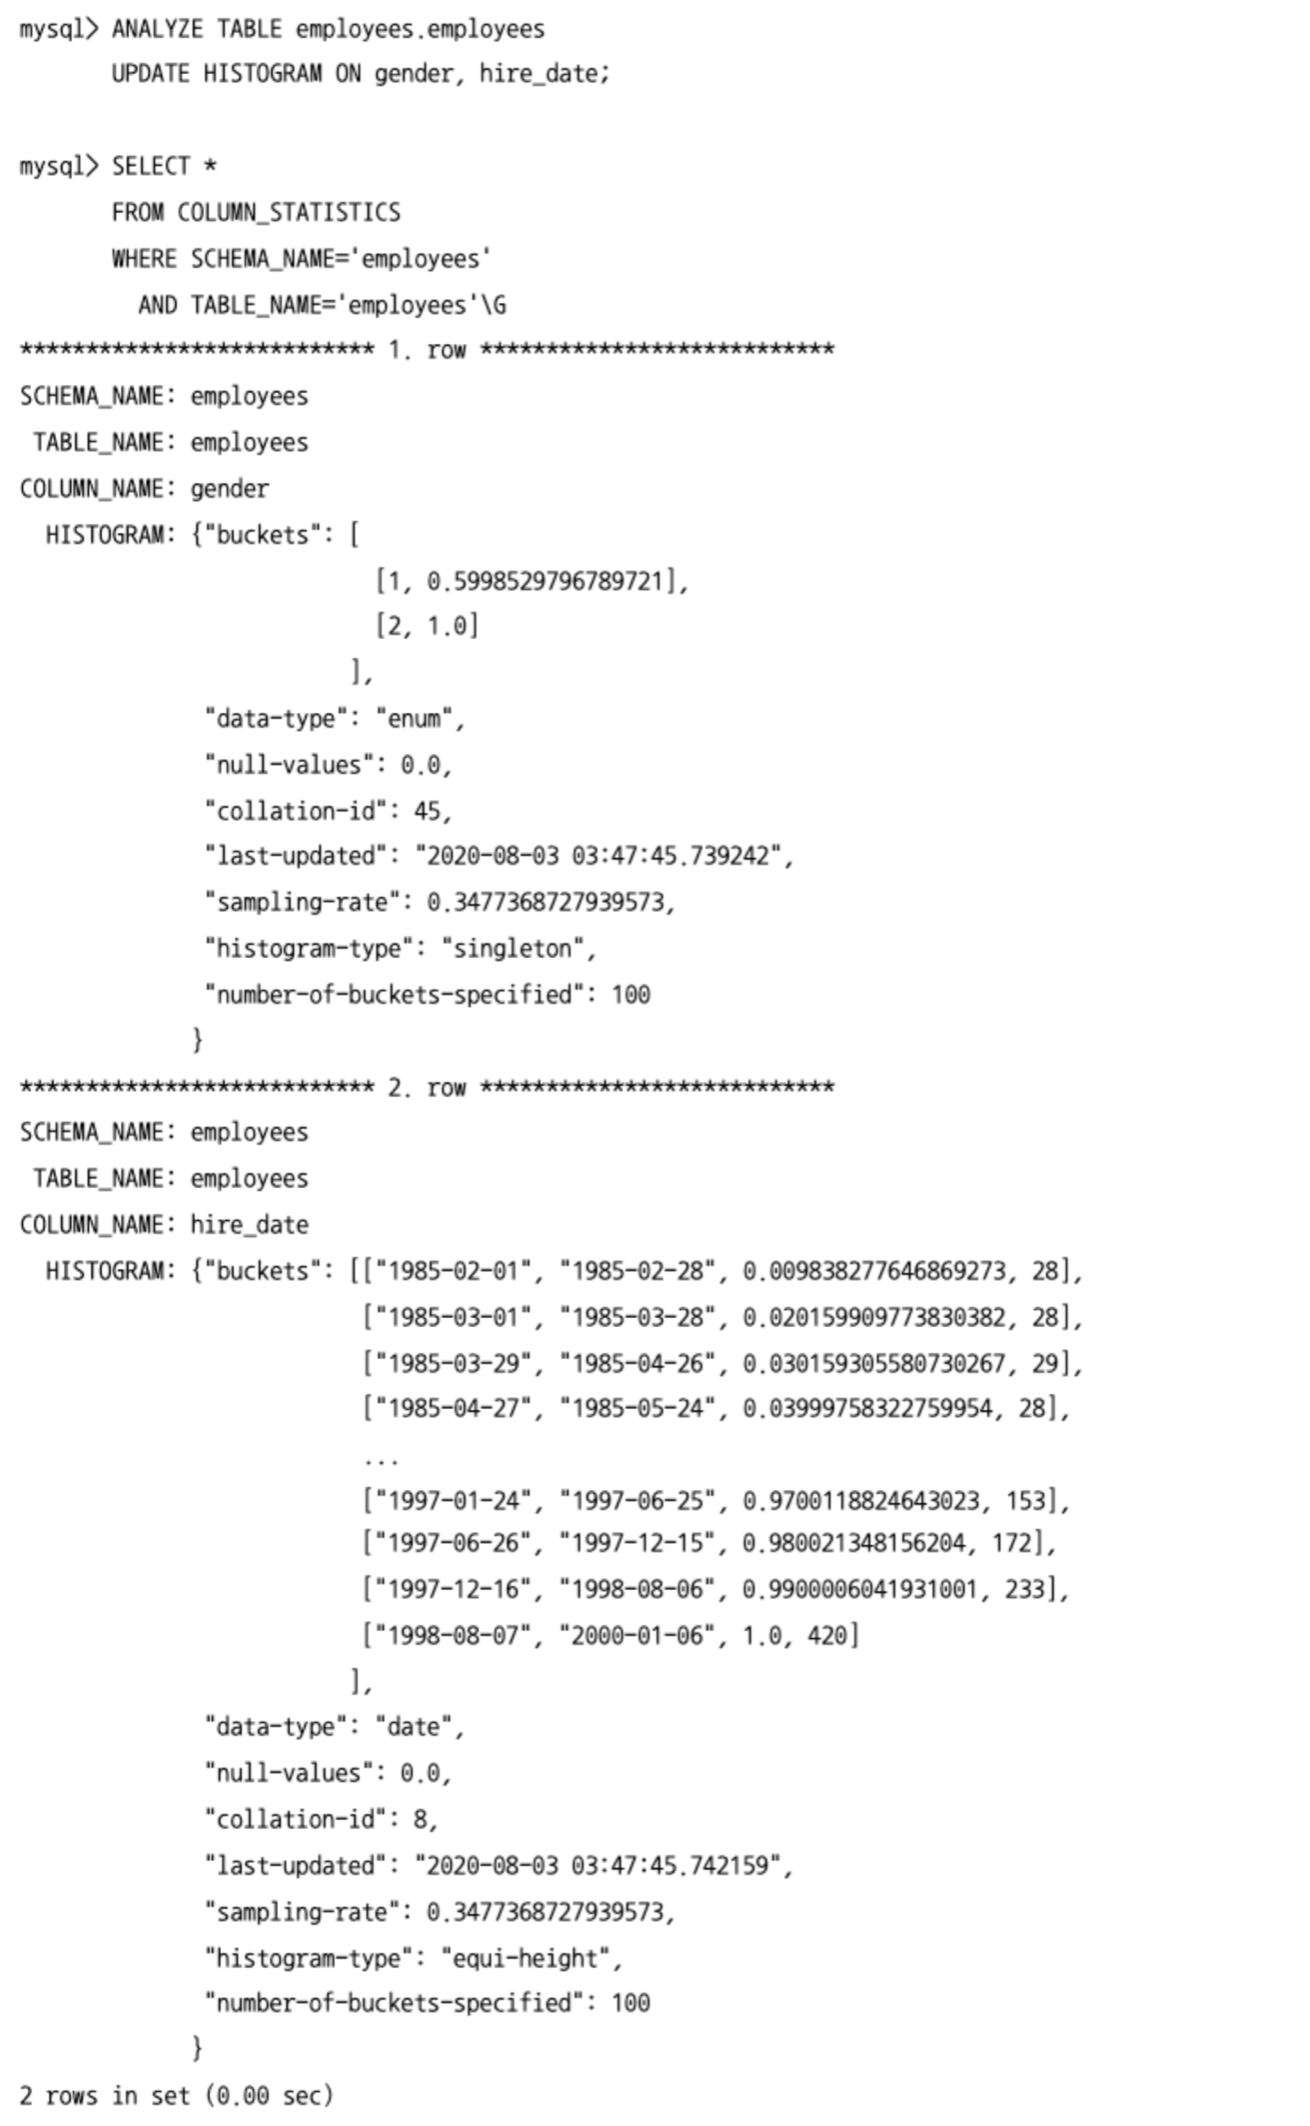 mysql> ANALYZE TABLE employees.employees
UPDATE HISTOGRAM ON gender, hire_date;
mysql> SELECT *
FROM COLUMN_STATISTICS
WHERE SCHEMA_NAME='employees'
AND TABLE_NAME='employees'\G
*************************** 1. row ***************************
SCHEMA_NAME: employees
TABLE_NAME: employees
COLUMN_NAME: gender
HISTOGRAM: {"buckets": [
[1, 0.5998529796789721],
[2, 1.0]
],
"data-type": "enum",
"null-values": 0.0,
"collation-id": 45,
"last-updated": "2020-08-03 03:47:45.739242",
"sampling-rate": 0.3477368727939573,
"histogram-type": "singleton",
"number-of-buckets-specified": 100
}
*************************** 2. row ***************************
SCHEMA_NAME: employees
TABLE_NAME: employees
COLUMN_NAME: hire_date
HISTOGRAM: {"buckets": [["1985-02-01", "1985-02-28", 0.009838277646869273, 28],
["1985-03-01", "1985-03-28", 0.020159909773830382, 28],
["1985-03-29", "1985-04-26", 0.030159305580730267, 29],
["1985-04-27", "1985-05-24", 0.03999758322759954, 28],
...
["1997-01-24", "1997-06-25", 0.9700118824643023, 153],
["1997-06-26", "1997-12-15", 0.980021348156204, 172],
["1997-12-16", "1998-08-06", 0.9900006041931001, 233],
["1998-08-07", "2000-01-06", 1.0, 420]
],
"data-type": "date",
"null-values": 0.0,
"collation-id": 8,
"last-updated": "2020-08-03 03:47:45.742159",
"sampling-rate": 0.3477368727939573,
"histogram-type": "equi-height",
"number-of-buckets-specified": 100
}
2 rows in set (0.00 sec)